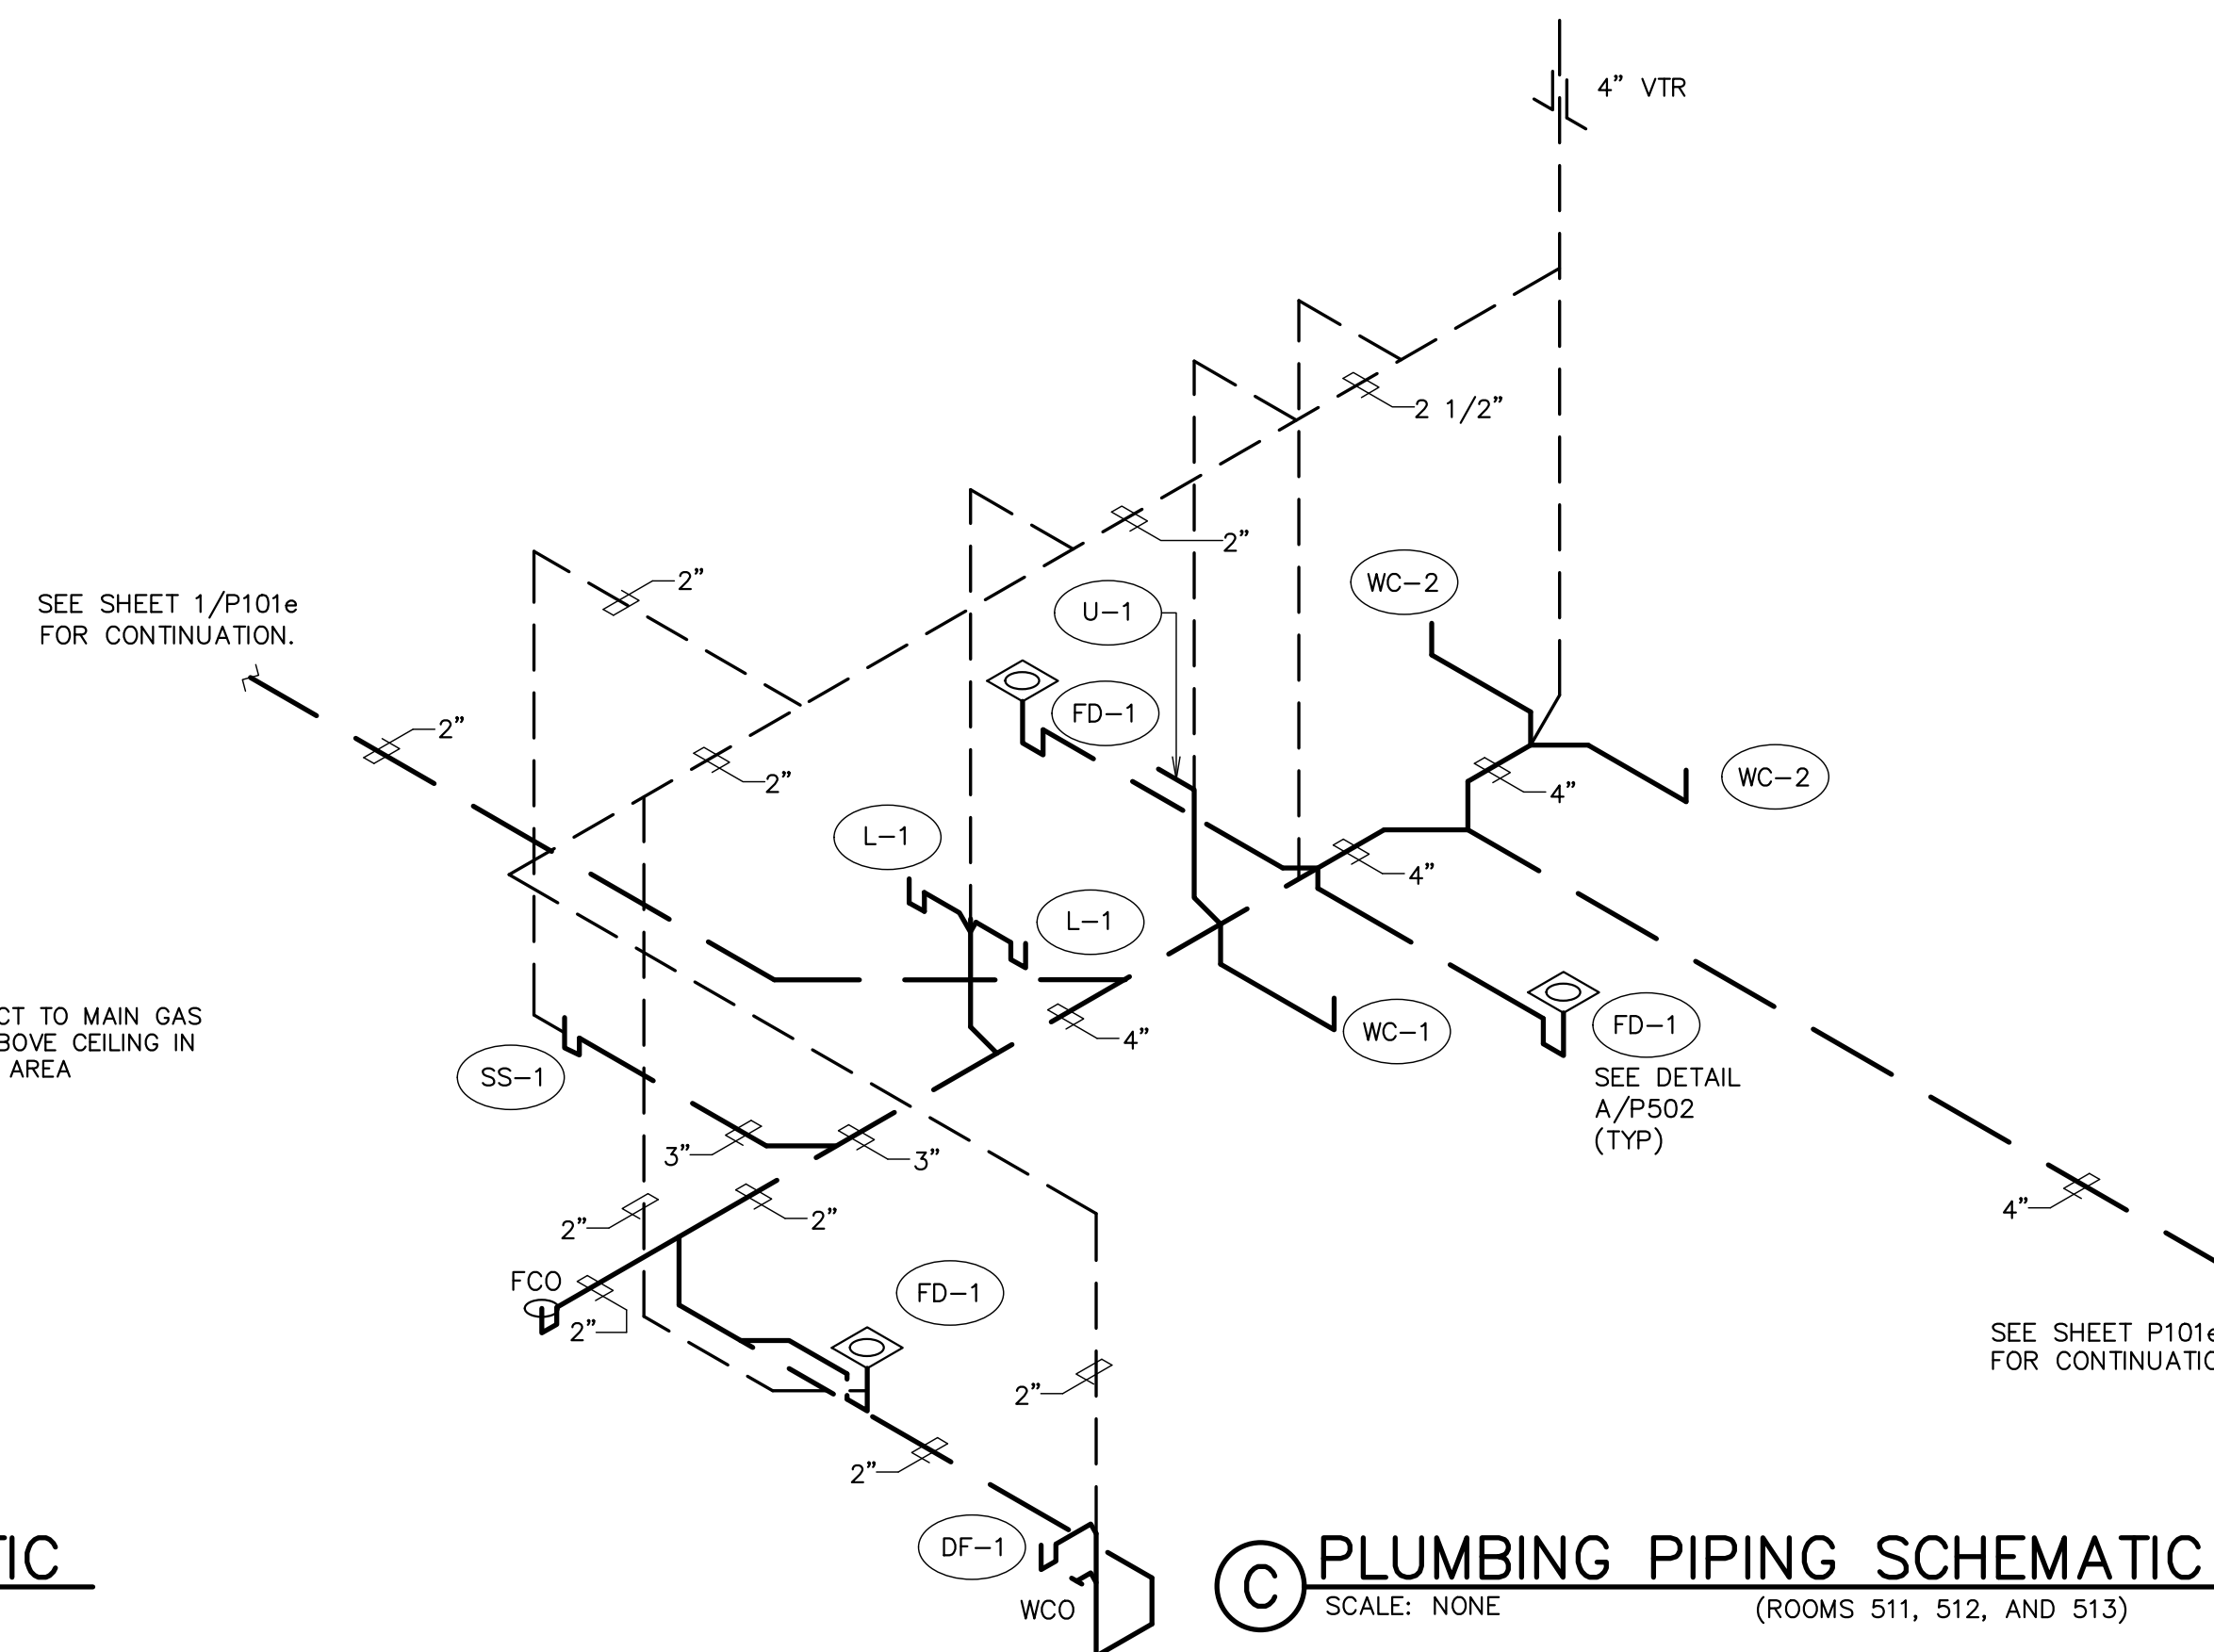 4" VTR
2 1/2"
2"
2"
WC-2
U-1
SEE SHEET 1/P101e
FOR CONTINUATION.
FD-1
2"
WC-2
2"
4"
L-1
4"
L-1
CT TO MAIN GAS
BOVE CEILING IN
AREA
4"
WC-1
FD-1
SS-1
SEE DETAIL
A/P502
(TYP)
3"
3"
4"
2"
2"
FCO
FD-1
2"
SEE SHEET P101e
FOR CONTINUATIO
2"
2"
DF-1
WCO
TIC
C
PLUMBING PIPING SCHEMATIC
SCALE: NONE
(ROOMS 511, 512, AND 513)